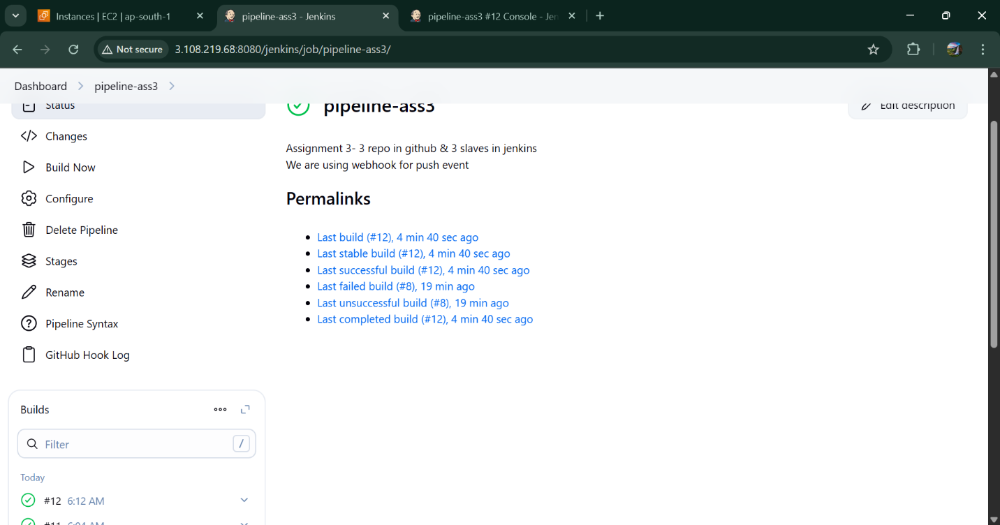 Instances | EC2 | ap-south-1
pipeline-ass3 - Jenkins
pipeline-ass3 #12 Console - Jen
Not secure
3.108.219.68:8080/jenkins/job/pipeline-ass3/
Dashboard
pipeline-ass3
Status
pipeline-ass3
Edit description
Changes
Build Now
Configure
Delete Pipeline
Stages
Rename
Pipeline Syntax
GitHub Hook Log
Assignment 3- 3 repo in github & 3 slaves in jenkins
We are using webhook for push event
Permalinks
Last build (#12), 4 min 40 sec ago
Last stable build (#12), 4 min 40 sec ago
Last successful build (#12), 4 min 40 sec ago
Last failed build (#8), 19 min ago
Last unsuccessful build (#8), 19 min ago
Last completed build (#12), 4 min 40 sec ago
Builds
Filter
/
Today
#12 6:12 AM
#11 6:04 AM